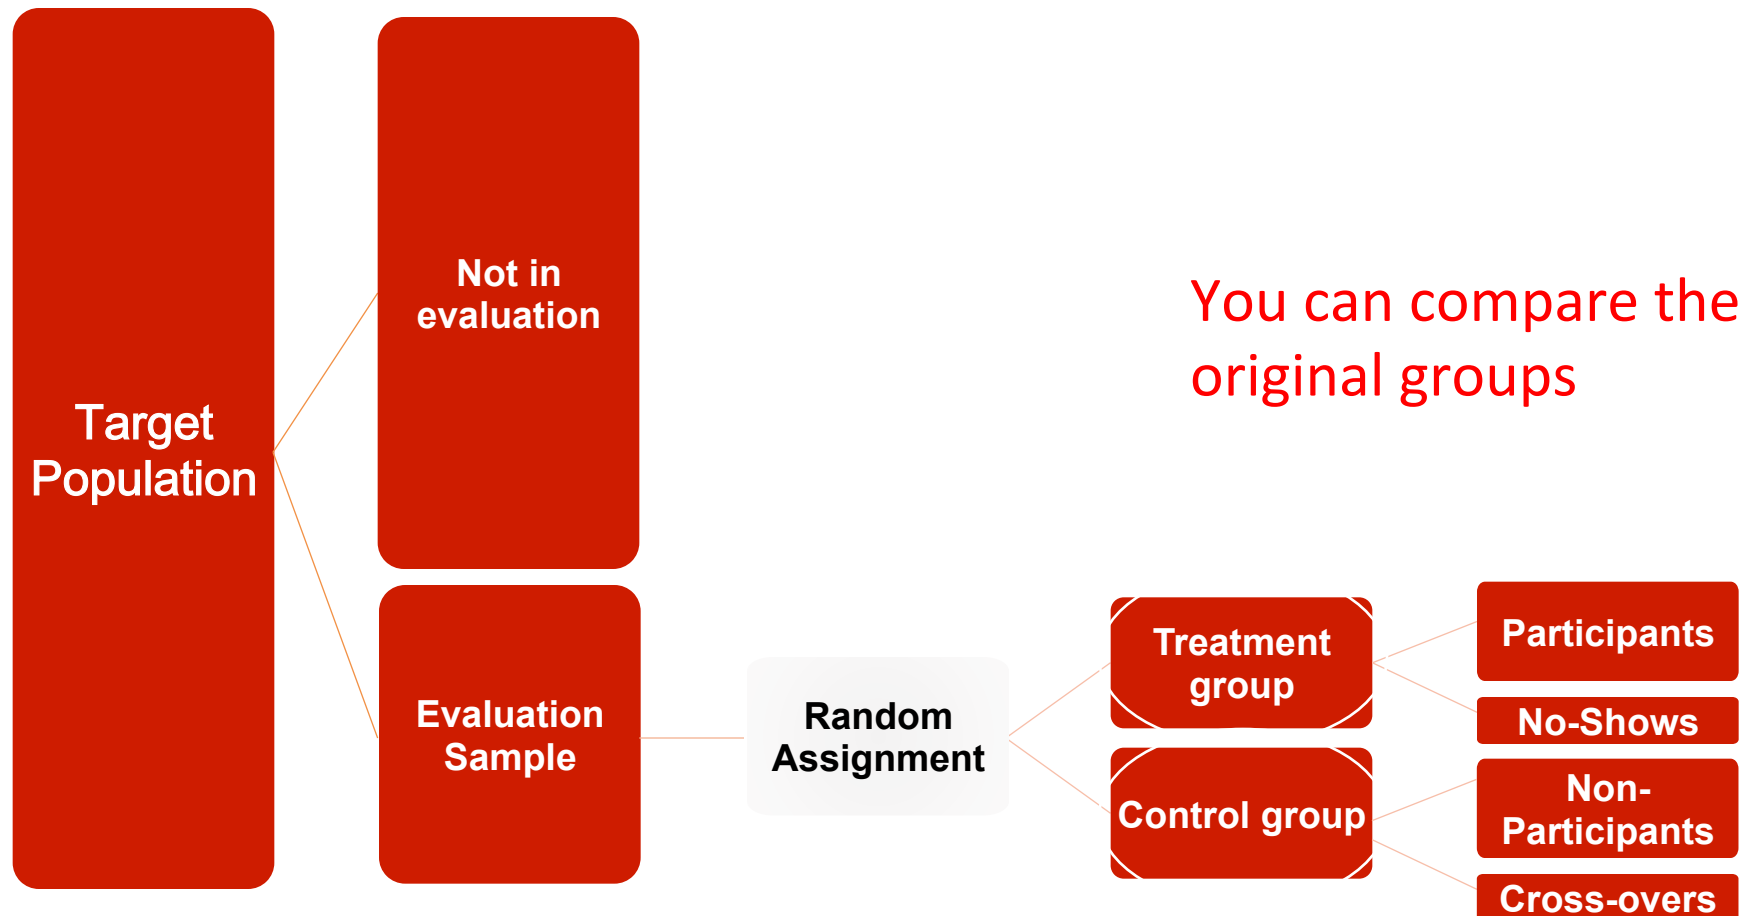 Target
Population
Not in
evaluation
Evaluation
Sample
Random
Assignment
You can compare the
original groups
Treatment
group
Control group
Participants
No-Shows
Non-
Participants
Cross-overs